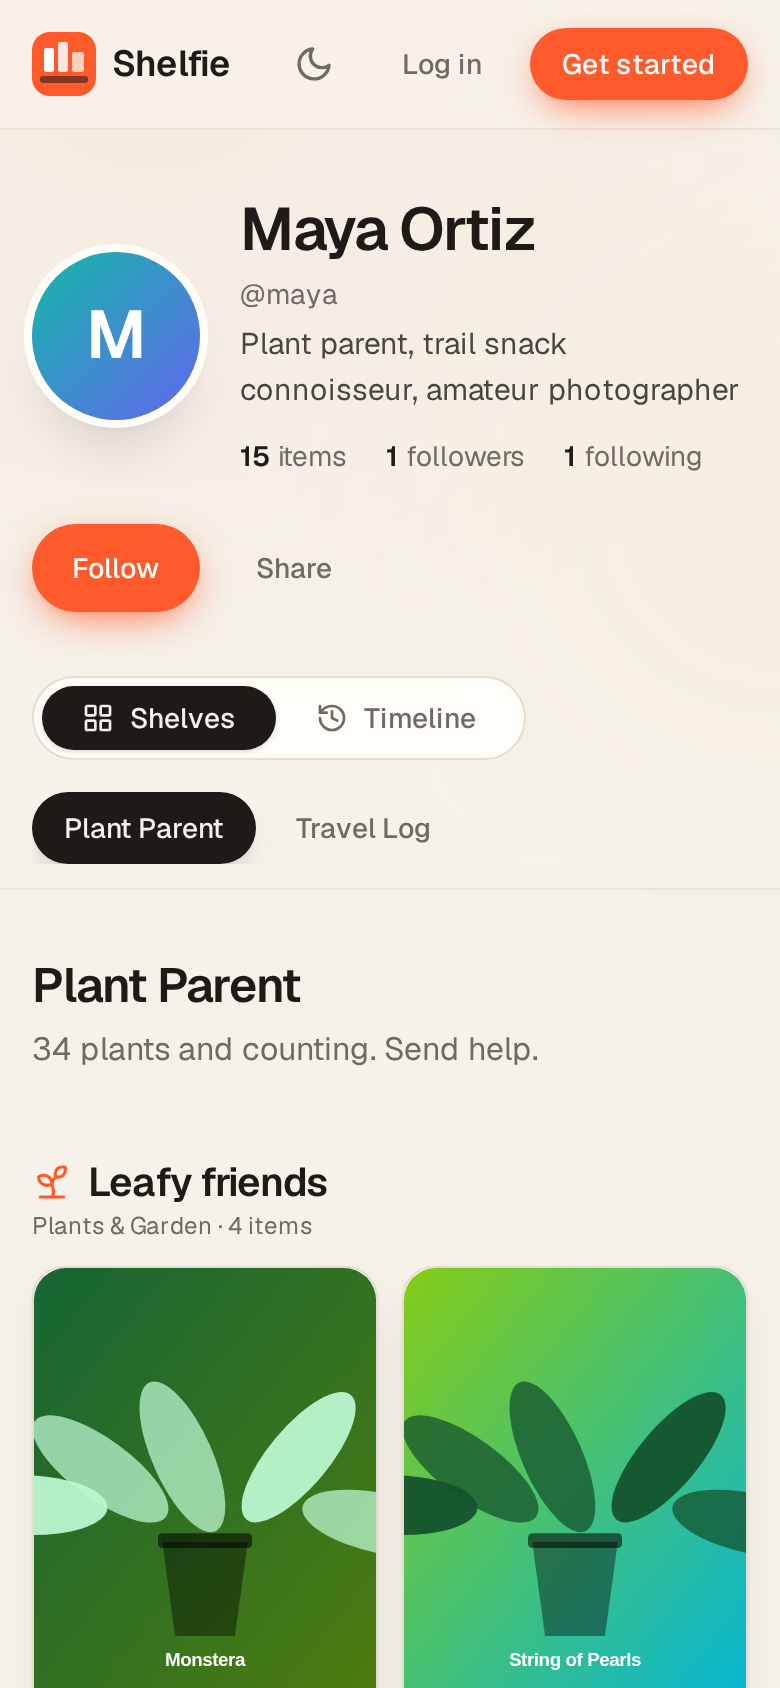 Shelfie
Log in
Get started
Maya Ortiz
@maya
M
Plant parent, trail snack
connoisseur, amateur photographer
15 items 1 followers 1 following
Follow
Share
Shelves
Timeline
Plant Parent
Travel Log
Plant Parent
34 plants and counting. Send help.
Leafy friends
Plants & Garden · 4 items
Monstera
String of Pearls